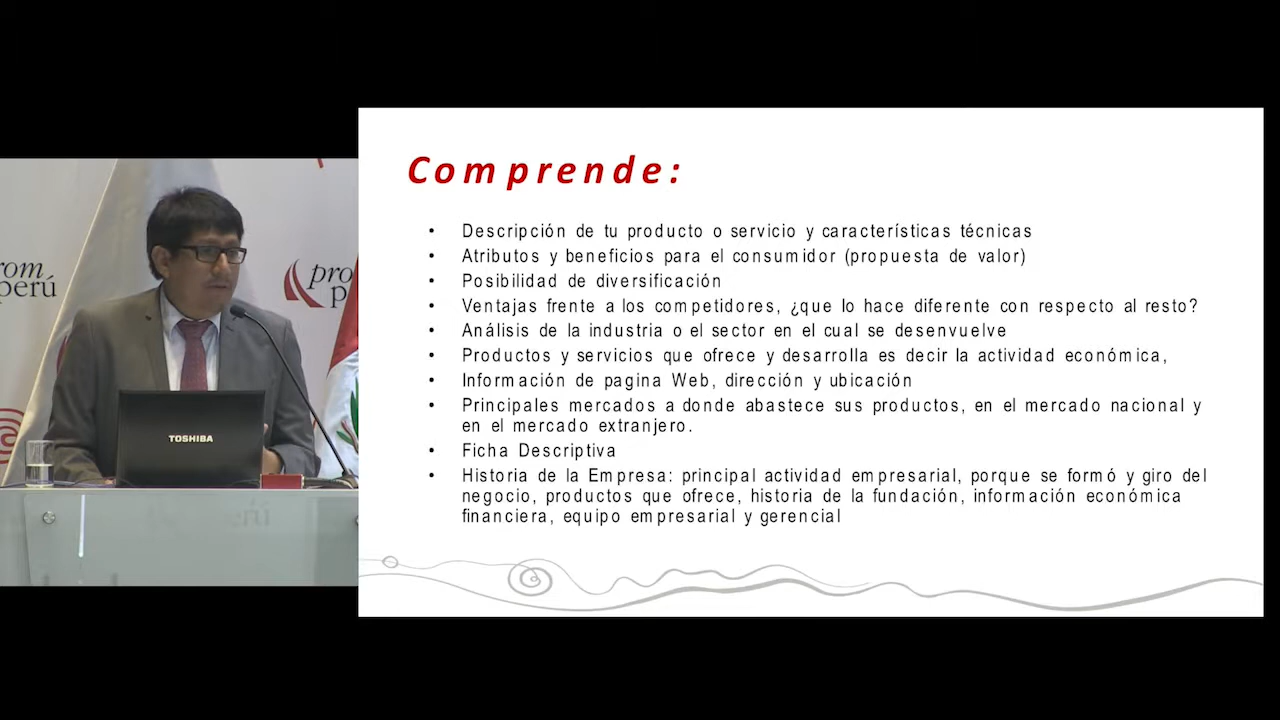 Comprende:
• Descripción de tu producto o servicio y características técnicas
• Atributos y beneficios para el consumidor (propuesta de valor)
• Posibilidad de diversificación
• Ventajas frente a los competidores, ¿que lo hace diferente con respecto al resto?
• Análisis de la industria o el sector en el cual se desenvuelve
• Productos y servicios que ofrece y desarrolla es decir la actividad económica,
• Información de pagina Web, dirección y ubicación
• Principales mercados a donde abastece sus productos, en el mercado nacional y
en el mercado extranjero.
• Ficha Descriptiva
• Historia de la Empresa: principal actividad empresarial, porque se formó y giro del
negocio, productos que ofrece, historia de la fundación, información económica
financiera, equipo empresarial y gerencial
rom
perú
pro
p
TOSHIBA